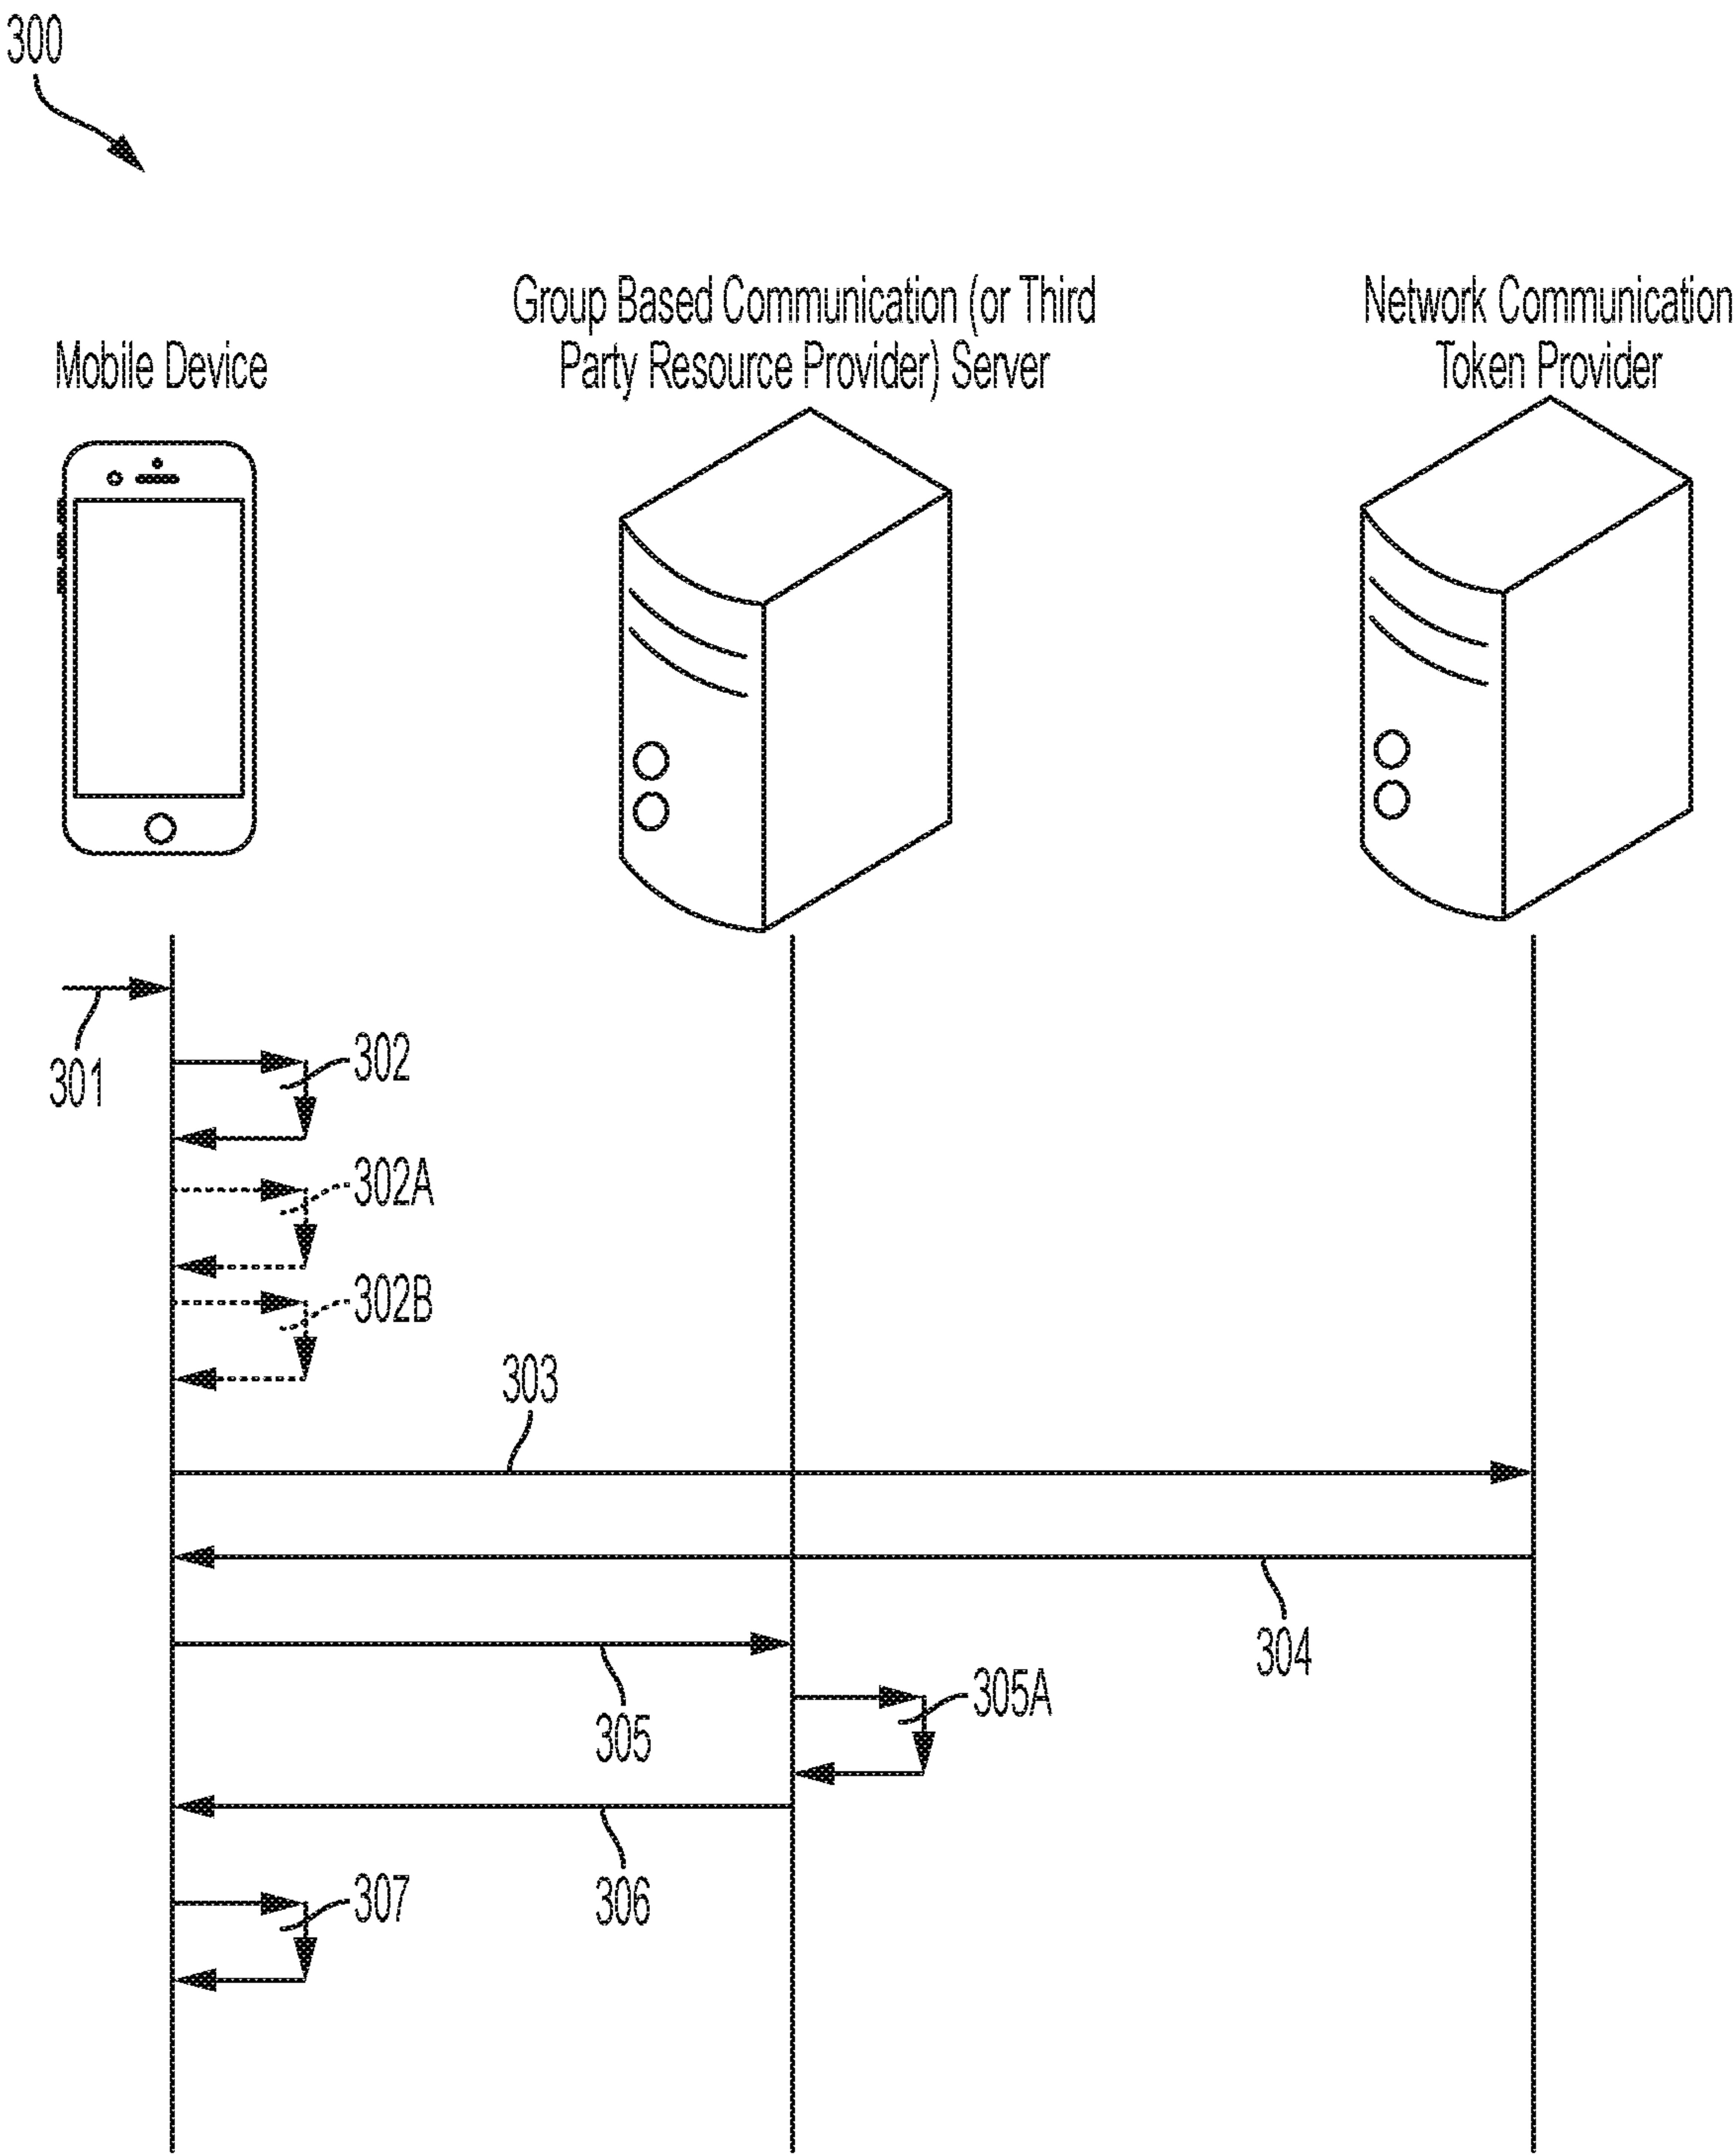 300
Group Based Communication (or Third
Party Resource Provider) Server
Network Communication
Token Provider
Mobile Device
301
302
302A
302B
303
304
305
305A
306
307